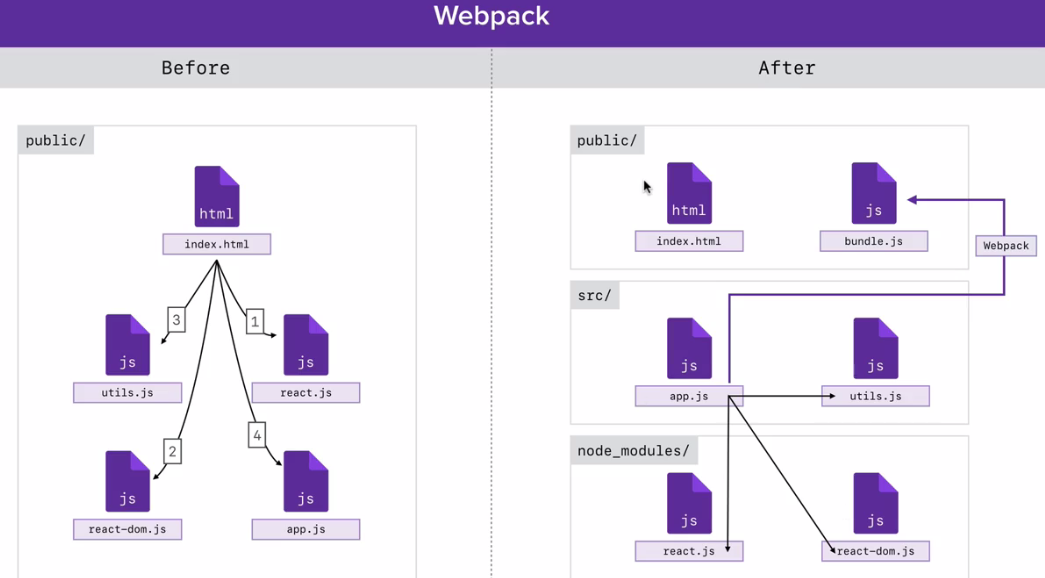 Webpack
Before
After
public/
html
index.html
3
1
js
utils.js
js
react.js
2
4
js
react-dom.js
js
app.js
public/
html
index.html
js
bundle.js
Webpack
src/
js
app.js
js
utils.js
node_modules/
js
react.js
js
react-dom.js